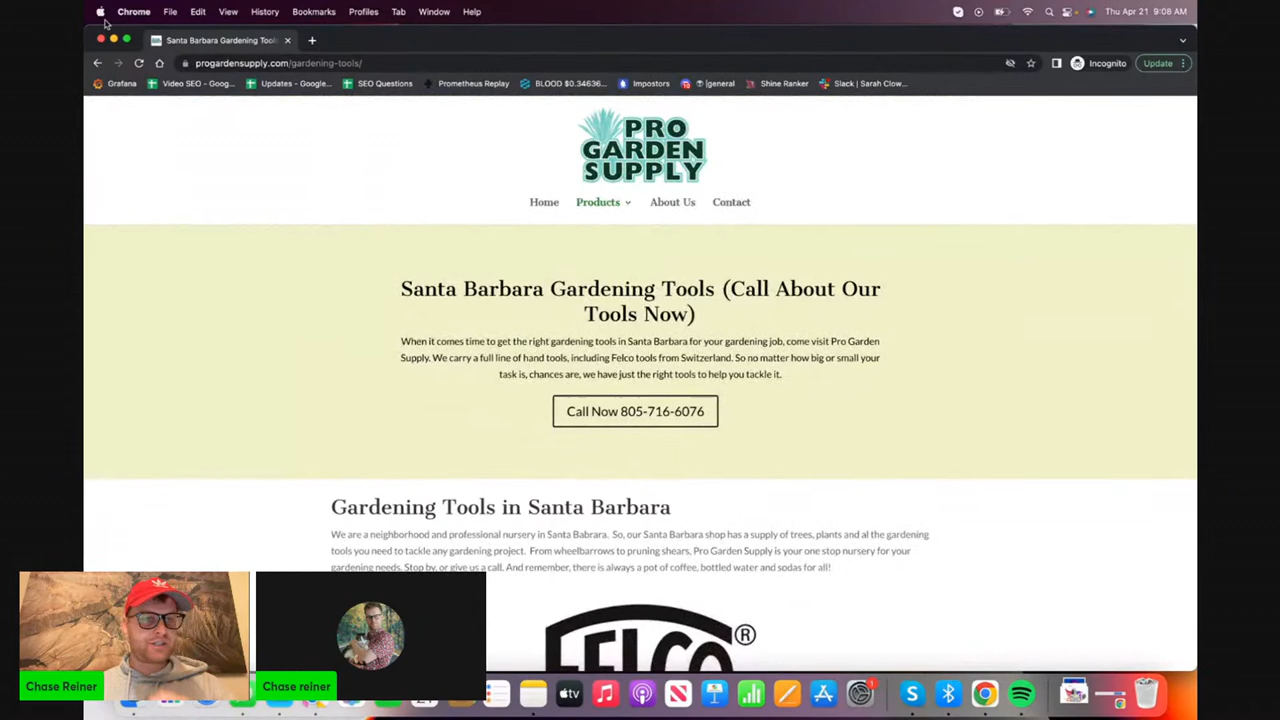 Chrome File Edit View History Bookmarks Profiles Tab Window Help Thu Apr 21 9:08 AM
Santa Barbara Gardening Tools
progardensupply.com/gardening-tools/ Incognito Update
Grafana Video SEO - Goog... Updates - Google... SEO Questions Prometheus Replay BLOOD $0.34636... Impostors |general Shine Ranker Slack | Sarah Clow...
PRO
GARDEN
SUPPLY
Home Products About Us Contact
Santa Barbara Gardening Tools (Call About Our
Tools Now)
When it comes time to get the right gardening tools in Santa Barbara for your gardening job, come visit Pro Garden
Supply. We carry a full line of hand tools, including Felco tools from Switzerland. So no matter how big or small your
task is, chances are, we have just the right tools to help you tackle it.
Call Now 805-716-6076
Gardening Tools in Santa Barbara
We are a neighborhood and professional nursery in Santa Babrara. So, our Santa Barbara shop has a supply of trees, plants and al the gardening
tools you need to tackle any gardening project. From wheelbarrows to pruning shears, Pro Garden Supply is your one stop nursery for your
gardening needs. Stop by, or give us a call. And remember, there is always a pot of coffee, bottled water and sodas for all!
FELCO ®
tv
1
Chase Reiner
Chase reiner